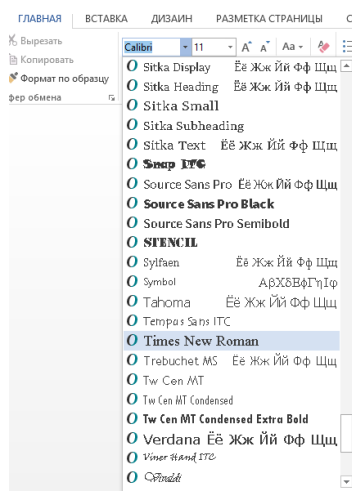 ГЛАВНАЯ ВСТАВКА ДИЗАЙН РАЗМЕТКА СТРАНИЦЫ
Вырезать
Calibri 11 Aa
Копировать
Формат по образцу
фер обмена
O Sitka Display Ёё Жж Йй Фф Щщ
O Sitka Heading Ёё Жж Йй Фф Щщ
O Sitka Small
O Sitka Subheading
O Sitka Text Ёё Жж Йй Фф Щщ
O Snap ITC
O Source Sans Pro Ёё Жж Йй Фф Щщ
O Source Sans Pro Black
O Source Sans Pro Semibold
O STENCIL
O Sylfaen Ёё Жж Йй Фф Щщ
O Symbol ΑβΧδΕϕΓηΙφ
O Tahoma Ёё Жж Йй Фф Щщ
O Tempus Sans ITC
O Times New Roman
O Trebuchet MS Ёё Жж Йй Фф Щщ
O Tw Cen MT
O Tw Cen MT Condensed
O Tw Cen MT Condensed Extra Bold
O Verdana Ёё Жж Йй Фф Щщ
O Viner Hand ITC
O Vivaldi